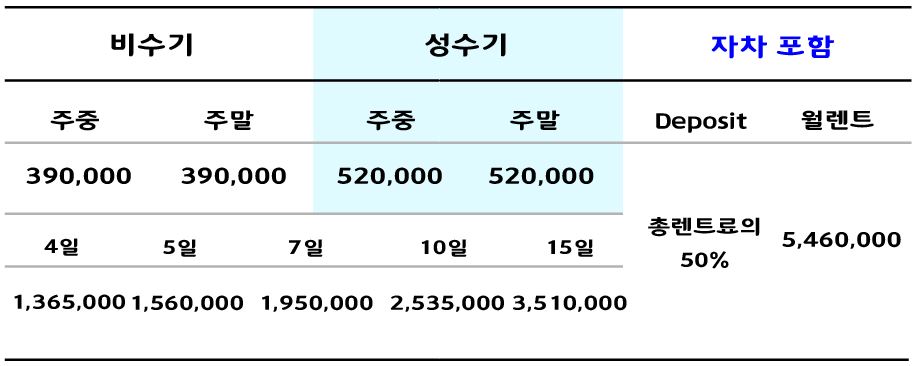 비수기 성수기 자차 포함
주중 주말 주중 주말 Deposit 월렌트
390,000 390,000 520,000 520,000
총렌트료의 50% 5,460,000
4일 5일 7일 10일 15일
1,365,000 1,560,000 1,950,000 2,535,000 3,510,000